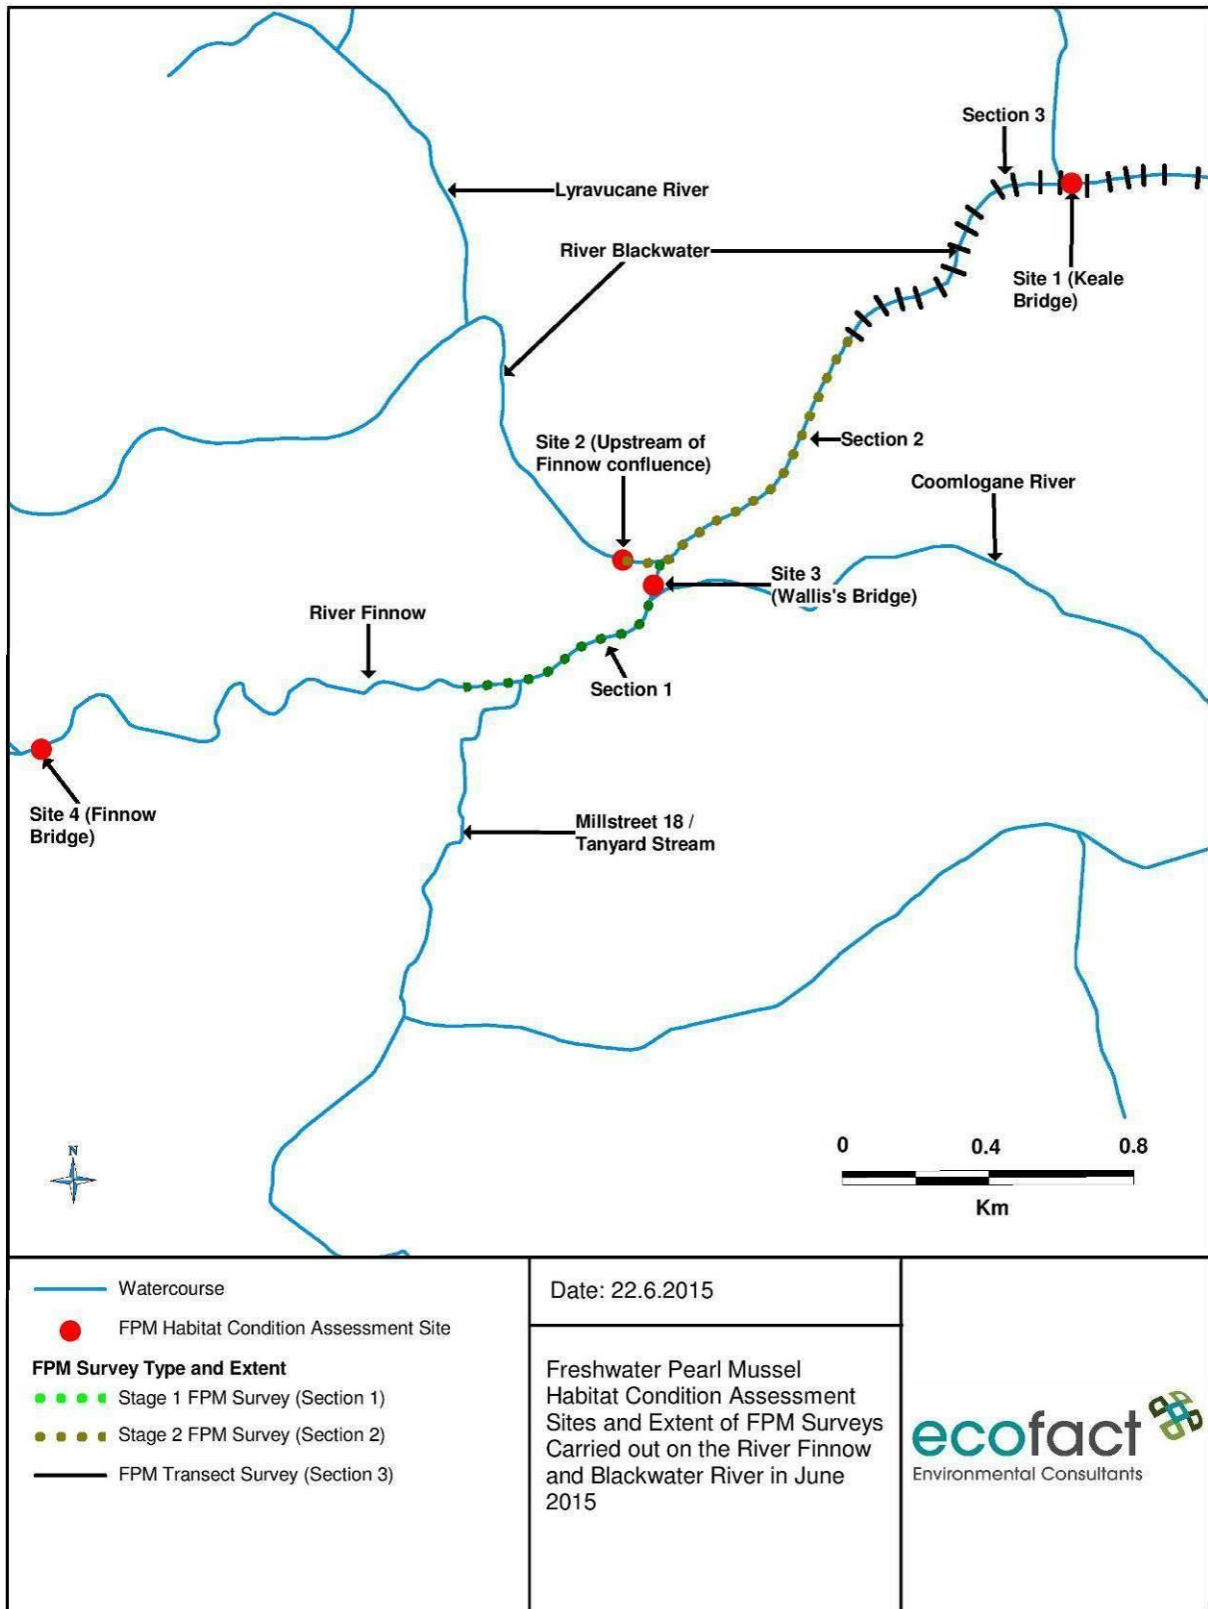 Section 3
Lyravucane River
River Blackwater
Site 1 (Keale
Bridge)
Site 2 (Upstream of
Finnow confluence)
Section 2
Coomlogane River
Site 3
(Wallis's Bridge)
River Finnow
Section 1
Site 4 (Finnow
Bridge)
Millstreet 18 /
Tanyard Stream
N
0 0.4 0.8
Km
Watercourse
FPM Habitat Condition Assessment Site
FPM Survey Type and Extent
Stage 1 FPM Survey (Section 1)
Stage 2 FPM Survey (Section 2)
FPM Transect Survey (Section 3)
Date: 22.6.2015
Freshwater Pearl Mussel
Habitat Condition Assessment
Sites and Extent of FPM Surveys
Carried out on the River Finnow
and Blackwater River in June
2015
ecofact
Environmental Consultants